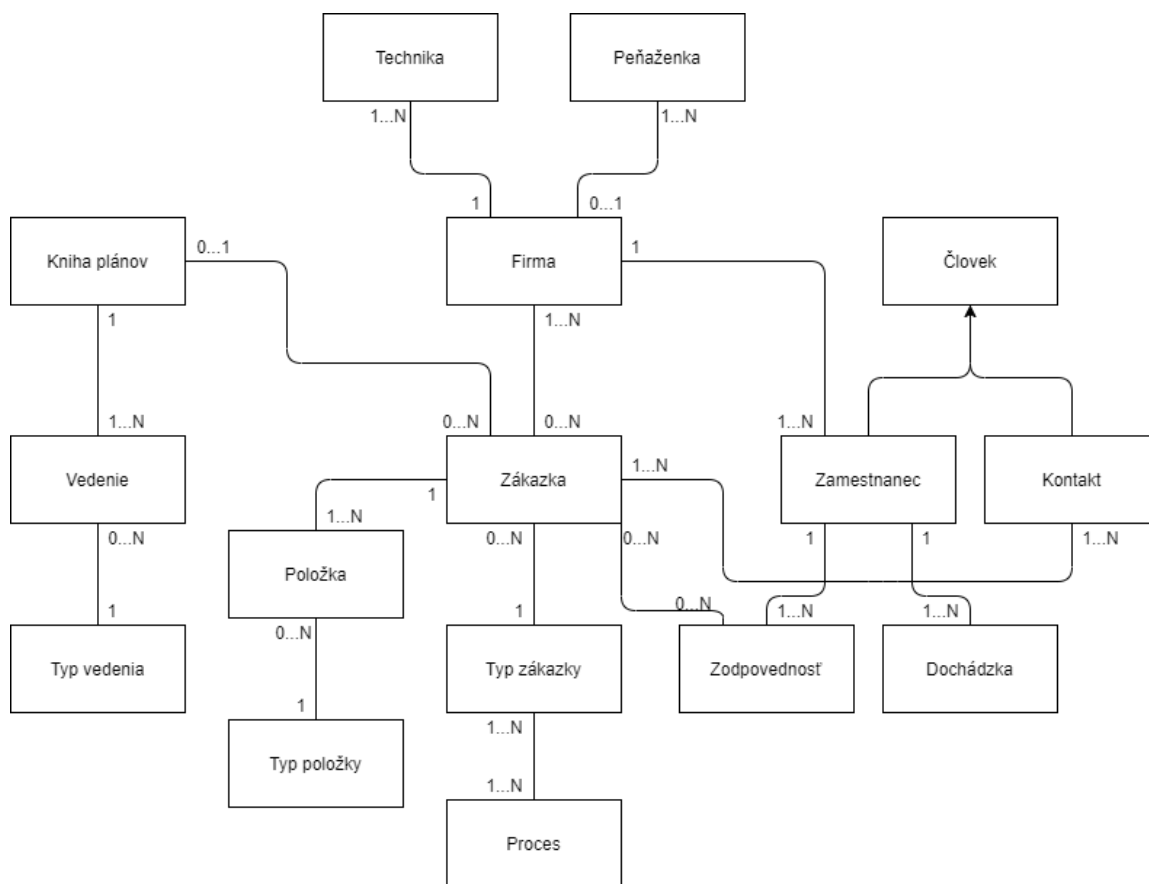 Technika
Peňaženka
1...N
1...N
1
0...1
Kniha plánov
0...1
Firma
1
Človek
1
1...N
1...N
0...N
0...N
1...N
Vedenie
Zákazka
1...N
Zamestnanec
Kontakt
1
1...N
0...N
0...N
0...N
1
1
1...N
Položka
0...N
1
0...N
1
1...N
1...N
Typ vedenia
Typ zákazky
Zodpovednosť
Dochádzka
1
1...N
Typ položky
1...N
Proces